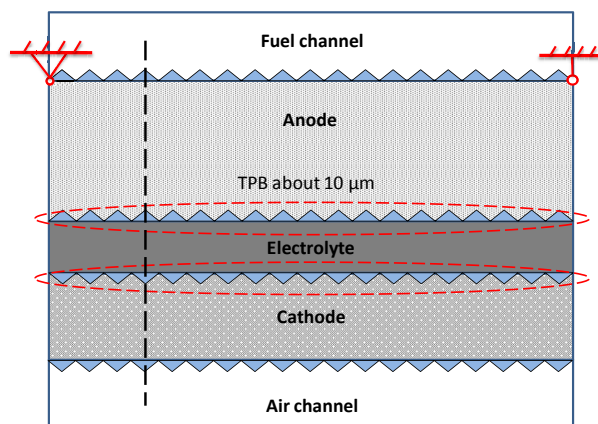 Fuel channel
Anode
TPB about 10 μm
Electrolyte
Cathode
Air channel